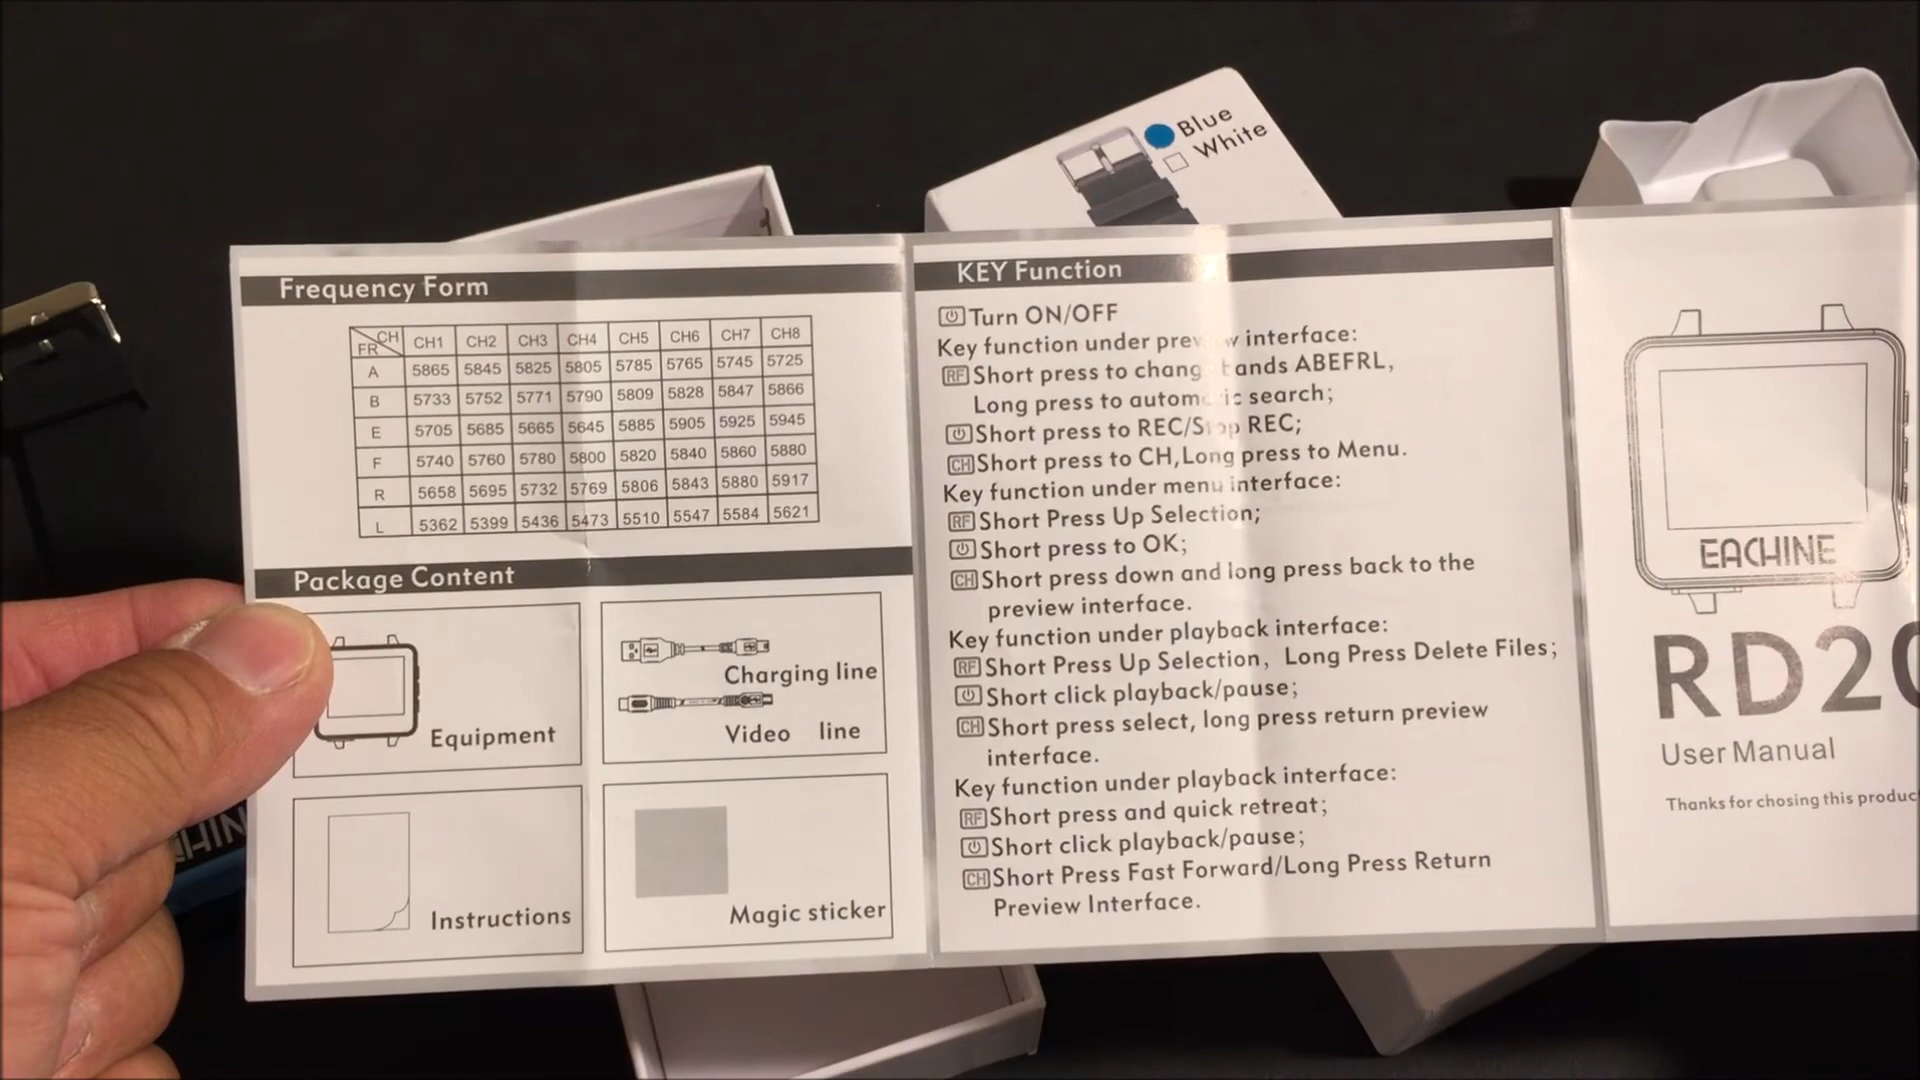 Blue
White
Frequency Form
CH
FR
CH1 CH2 CH3 CH4 CH5 CH6 CH7 CH8
A 5865 5845 5825 5805 5785 5765 5745 5725
B 5733 5752 5771 5790 5809 5828 5847 5866
E 5705 5685 5665 5645 5885 5905 5925 5945
F 5740 5760 5780 5800 5820 5840 5860 5880
R 5658 5695 5732 5769 5806 5843 5880 5917
L 5362 5399 5436 5473 5510 5547 5584 5621
Package Content
Equipment
Charging line
Video line
Instructions
Magic sticker
KEY Function
Turn ON/OFF
Key function under preview interface:
RF Short press to change bands ABEFRL,
Long press to automatic search;
Short press to REC/Stop REC;
CH Short press to CH,Long press to Menu.
Key function under menu interface:
RF Short Press Up Selection;
Short press to OK;
CH Short press down and long press back to the
preview interface.
Key function under playback interface:
RF Short Press Up Selection, Long Press Delete Files;
Short click playback/pause;
CH Short press select, long press return preview
interface.
Key function under playback interface:
RF Short press and quick retreat;
Short click playback/pause;
CH Short Press Fast Forward/Long Press Return
Preview Interface.
EACHINE
RD20
User Manual
Thanks for chosing this produc